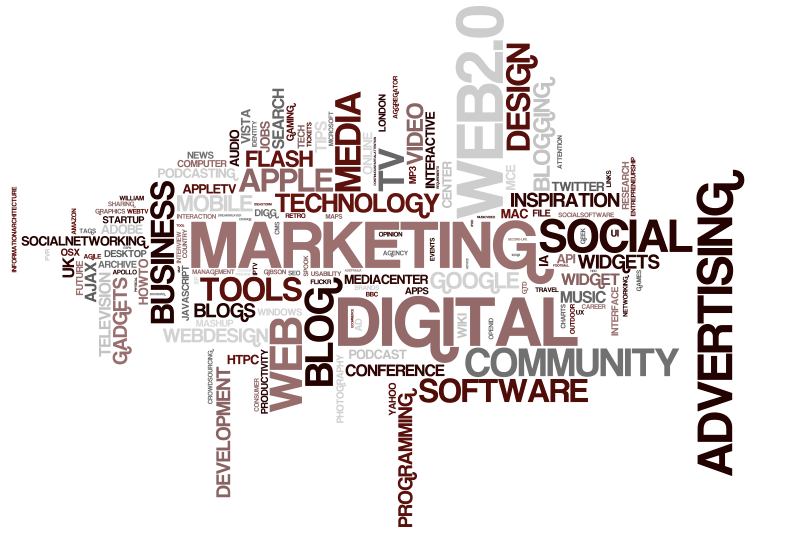 WEB2.0
DESIGN
BLOGGING
ATTENTION
AGGREGATOR
LONDON
MEDIA
VISTA
IDENTITY
SEARCH
JOBS
GAMING
TECH
TICKETS
TIPS
MICROSOFT
ONLINE
TV
MP3
VIDEO
INTERACTIVE
CENTER
MCE
AUDIO
NEWS
COMPUTER
FLASH
PODCASTING
APPLE
APPLETV
MOBILE
TECHNOLOGY
INSPIRATION
TWITTER
LINKS
RESEARCH
ENTREPRENEURSHIP
INFORMATIONARCHITECTURE
WILLIAM
SHARING
GRAPHICS
WEBTV
STARTUP
AMAZON
TAGS
ADOBE
INTERACTION
DIGG
RETRO
MAPS
CMS
MAC
FILE
SOCIALSOFTWARE
BUSINESS
SOCIALNETWORKING
MARKETING
OPINION
AGENCY
EVENTS
SOCIAL
GEEK
UI
ADVERTISING
PVR
OSX
UK
AGILE
DESKTOP
ARCHIVE
APOLLO
FUTURE
AJAX
HOWTO
INTERVIEW
COUNTRY
MANAGEMENT
IPTV
GIBSON
SEO
SPOOK
USABILITY
FLICKR
MEDIACENTER
BRANDS
BBC
APPS
GOOGLE
IA
API
WIDGETS
WIDGET
GTD
TRAVEL
MUSIC
CAREER
NETWORKING
GAMES
TELEVISION
GADGETS
JAVASCRIPT
TOOLS
BLOGS
WINDOWS
MASHUP
WEBDESIGN
WEB
BLOG
DIGITAL
AD
WIKI
OPENID
CHARTS
OUTDOOR
UX
INTERFACE
CROWDSOURCING
HTPC
CONSUMER
PRODUCTIVITY
PHOTOGRAPHY
PODCAST
CONFERENCE
COMMUNITY
YAHOO
SOFTWARE
DEVELOPMENT
PROGRAMMING